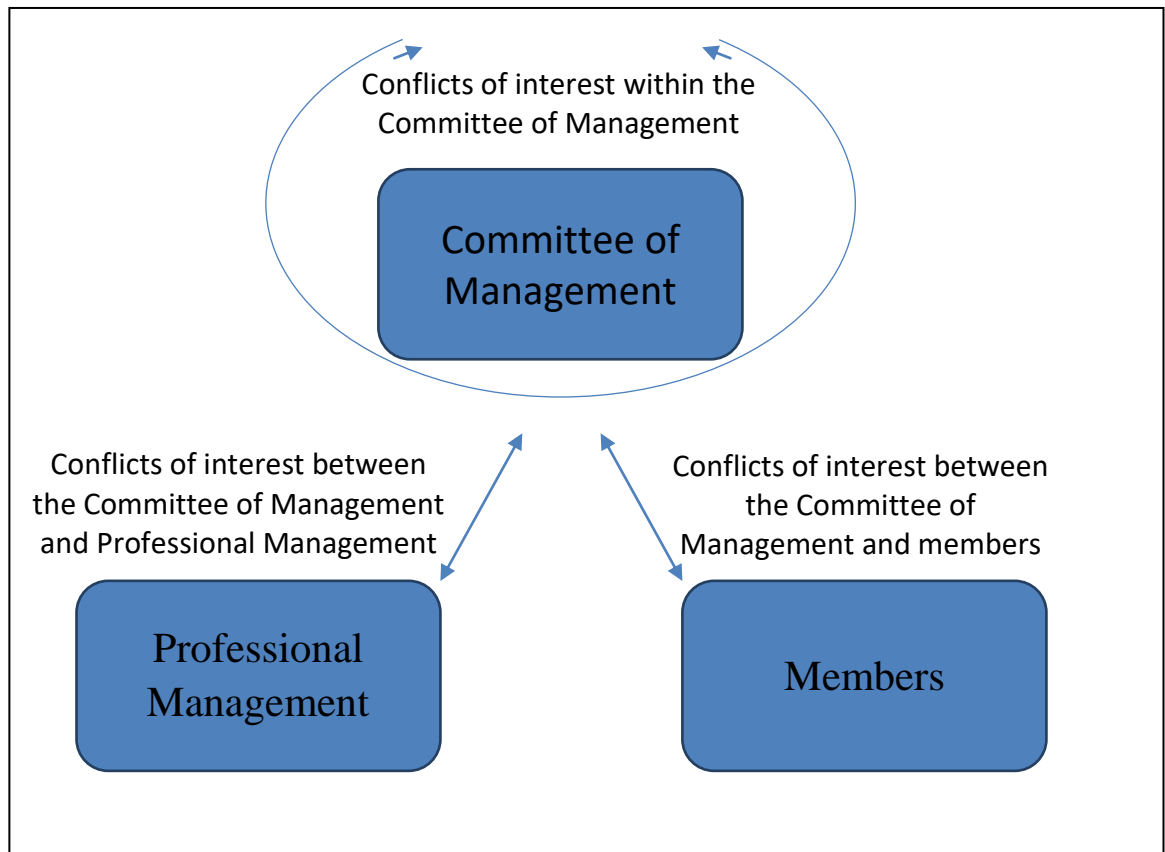 Conflicts of interest within the
Committee of Management
Committee of
Management
Conflicts of interest between
the Committee of Management
and Professional Management
Conflicts of interest between
the Committee of
Management and members
Professional
Management
Members